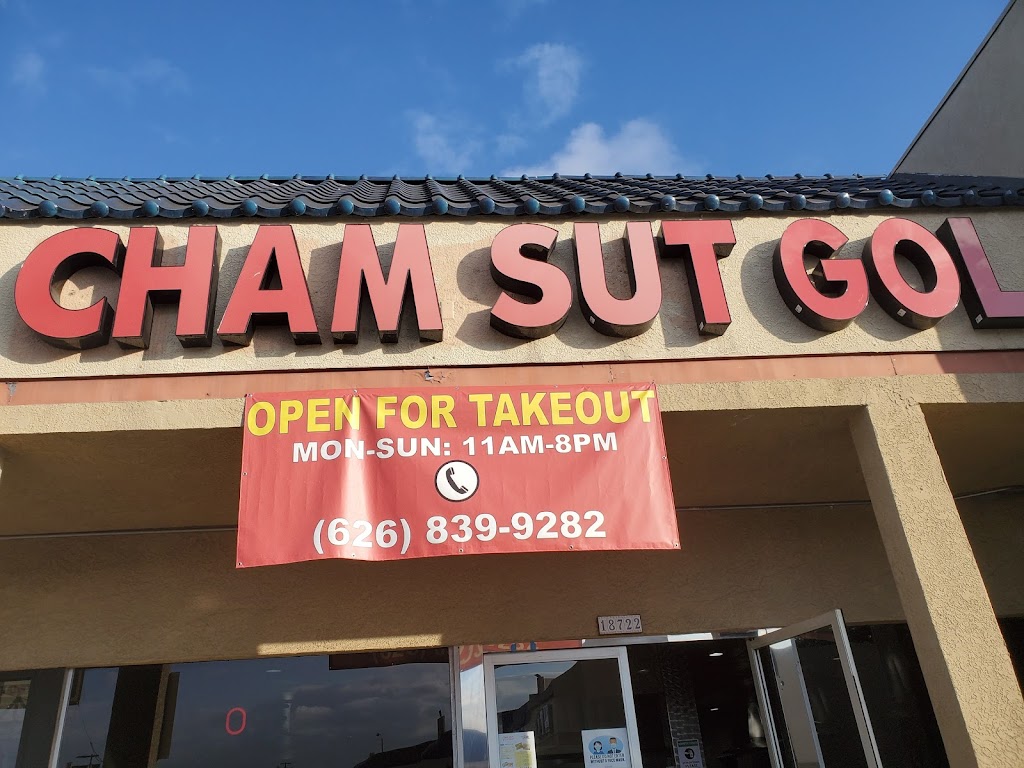 CHAM SUT GOL
OPEN FOR TAKEOUT
MON-SUN: 11AM-8PM
(626) 839-9282
18722
O